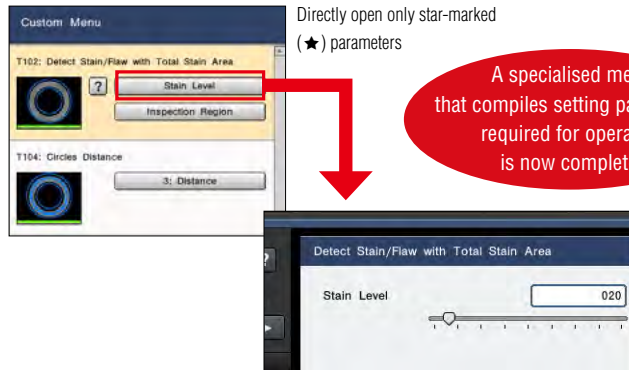 Custom Menu
Directly open only star-marked
(★) parameters
T102: Detect Stain/Flaw with Total Stain Area
?
Stain Level
Inspection Region
A specialised
that compiles setting
required for
is now
T104: Circles Distance
3: Distance
?
Detect Stain/Flaw with Total Stain Area
Stain Level
020